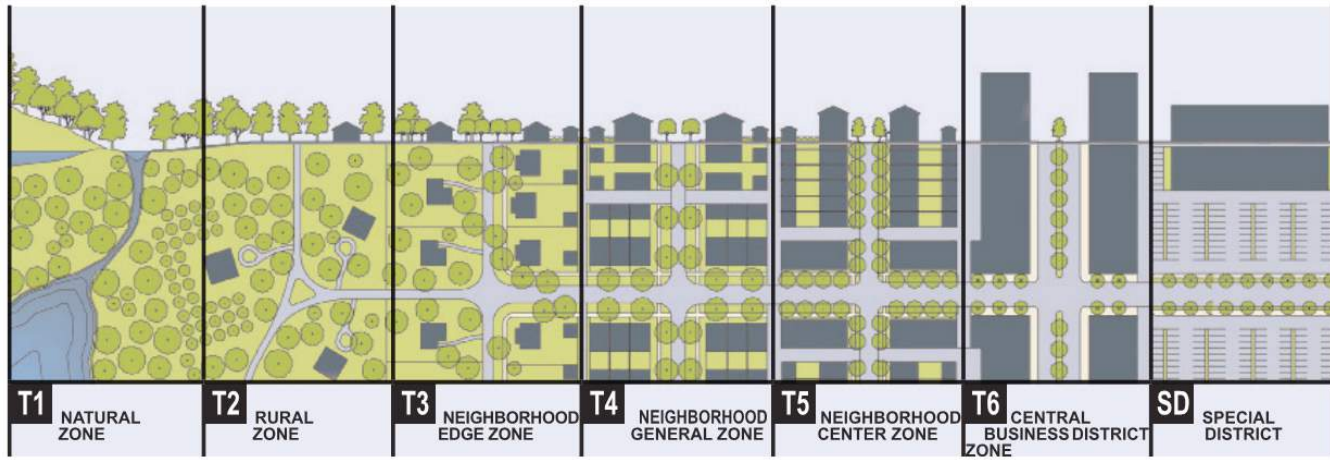 T1 NATURAL
ZONE
T2 RURAL
ZONE
T3 NEIGHBORHOOD
EDGE ZONE
T4 NEIGHBORHOOD
GENERAL ZONE
T5 NEIGHBORHOOD
CENTER ZONE
T6 CENTRAL
BUSINESS DISTRICT
ZONE
SD SPECIAL
DISTRICT